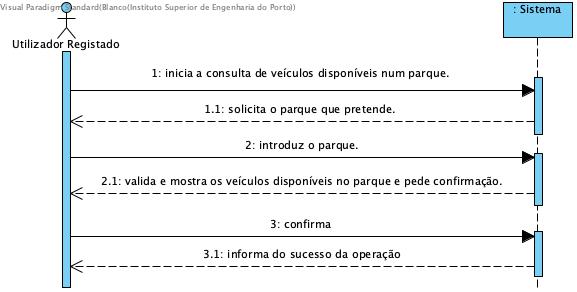 Visual Paradigm Standard(Blanco(Instituto Superior de Engenharia do Porto))
: Sistema
Utilizador Registado
1: inicia a consulta de veículos disponíveis num parque.
1.1: solicita o parque que pretende.
2: introduz o parque.
2.1: valida e mostra os veículos disponíveis no parque e pede confirmação.
3: confirma
3.1: informa do sucesso da operação